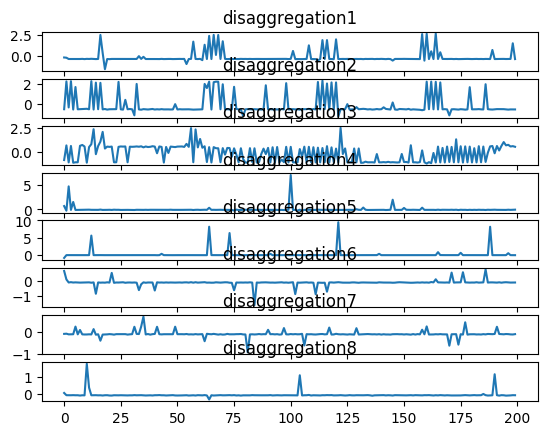 disaggregation1
2.5
0.0
disaggregation2
2
0
disaggregation3
2.5
0.0
disaggregation4
5
0
disaggregation5
10
5
0
disaggregation6
0
−1
disaggregation7
0
−1
disaggregation8
1
0
0 25 50 75 100 125 150 175 200